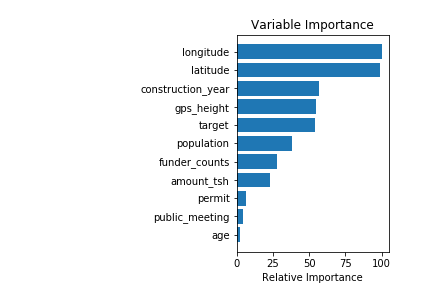 Variable Importance
longitude
latitude
construction_year
gps_height
target
population
funder_counts
amount_tsh
permit
public_meeting
age
0 25 50 75 100
Relative Importance